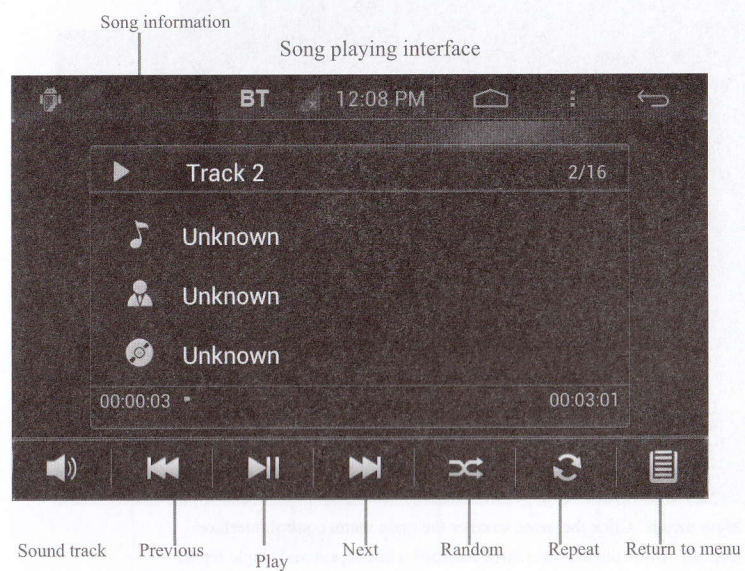 Song information
Song playing interface
BT 12:08 PM
Track 2 2/16
Unknown
Unknown
Unknown
00:00:03 00:03:01
Sound track Previous Play Next Random Repeat Return to menu